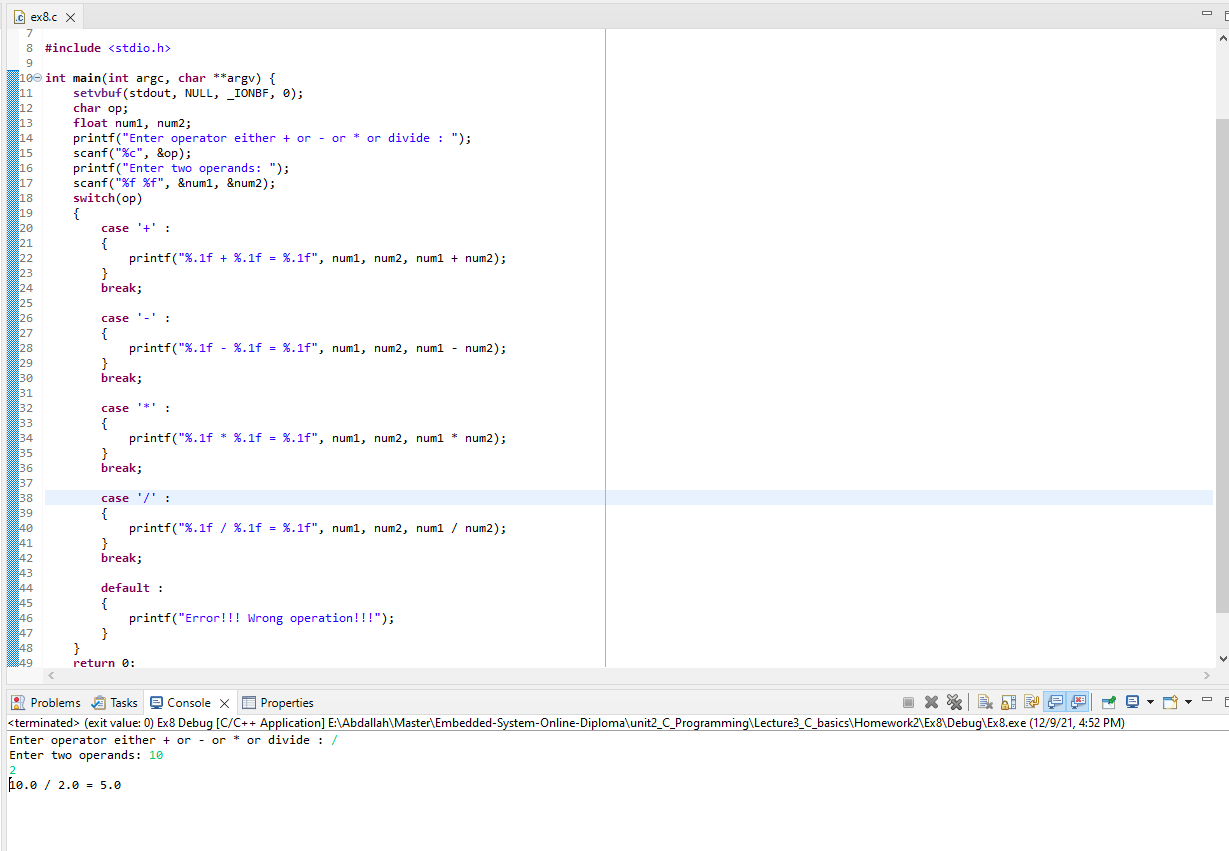 ex8.c
7
8 #include <stdio.h>
9
10 int main(int argc, char **argv) {
11     setvbuf(stdout, NULL, _IONBF, 0);
12     char op;
13     float num1, num2;
14     printf("Enter operator either + or - or * or divide : ");
15     scanf("%c", &op);
16     printf("Enter two operands: ");
17     scanf("%f %f", &num1, &num2);
18     switch(op)
19     {
20         case '+' :
21         {
22             printf("%.1f + %.1f = %.1f", num1, num2, num1 + num2);
23         }
24         break;
25
26         case '-' :
27         {
28             printf("%.1f - %.1f = %.1f", num1, num2, num1 - num2);
29         }
30         break;
31
32         case '*' :
33         {
34             printf("%.1f * %.1f = %.1f", num1, num2, num1 * num2);
35         }
36         break;
37
38         case '/' :
39         {
40             printf("%.1f / %.1f = %.1f", num1, num2, num1 / num2);
41         }
42         break;
43
44         default :
45         {
46             printf("Error!!! Wrong operation!!!");
47         }
48     }
49     return 0;
Problems Tasks Console Properties
<terminated> (exit value: 0) Ex8 Debug [C/C++ Application] E:\Abdallah\Master\Embedded-System-Online-Diploma\unit2_C_Programming\Lecture3_C_basics\Homework2\Ex8\Debug\Ex8.exe (12/9/21, 4:52 PM)
Enter operator either + or - or * or divide : /
Enter two operands: 10
2
10.0 / 2.0 = 5.0